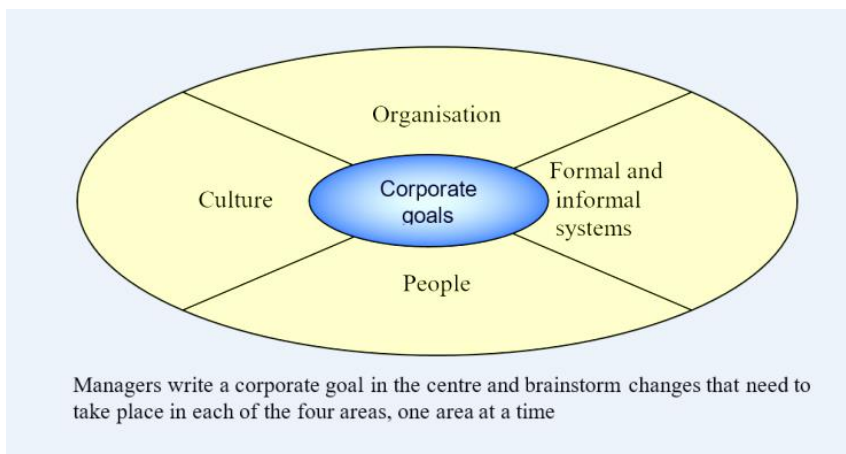 Organisation
Culture
Corporate
goals
Formal and
informal
systems
People
Managers write a corporate goal in the centre and brainstorm changes that need to
take place in each of the four areas, one area at a time